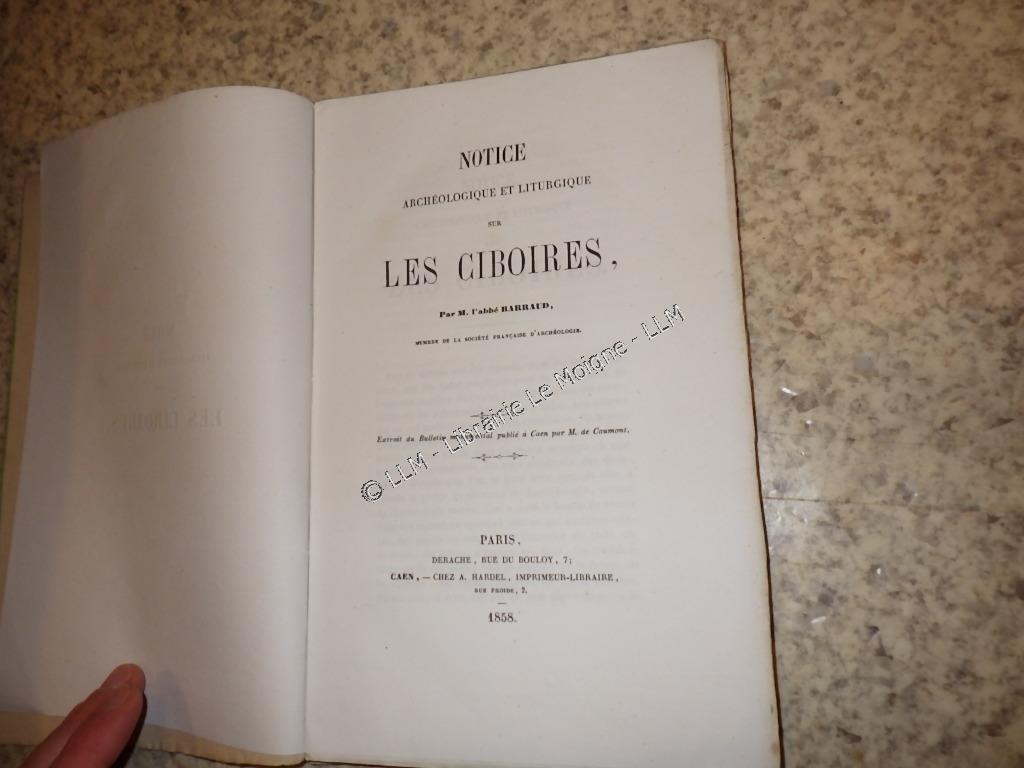 NOTICE
ARCHÉOLOGIQUE ET LITURGIQUE
SUR
LES CIBOIRES,
Par M. l'abbé BARRAUD,
MEMBRE DE LA SOCIÉTÉ FRANÇAISE D'ARCHÉOLOGIE.
Extrait du Bulletin publié à Caen par M. de Caumont.
© LLM - Librairie Le Moigne - LLM
PARIS,
DERACHE, RUE DU BOULOY, 7;
CAEN, — CHEZ A. HARDEL, IMPRIMEUR-LIBRAIRE,
RUE FROIDE, 2.
1858.
LES CIBOIRES